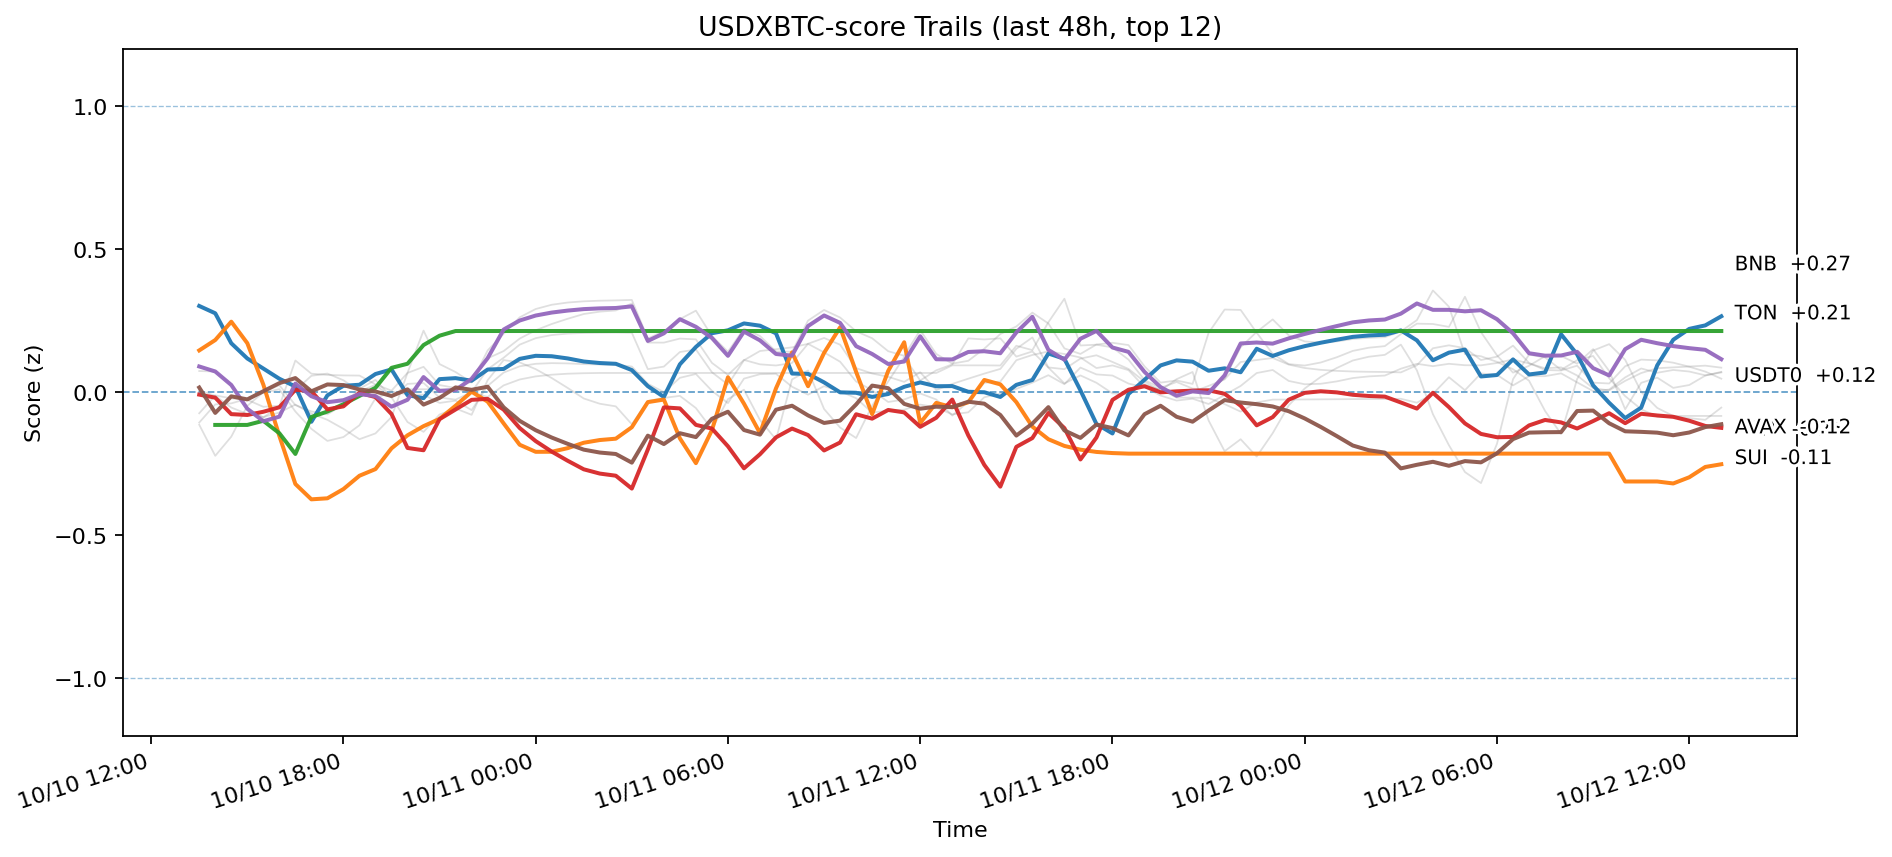 USDXBTC-score Trails (last 48h, top 12)
1.0
0.5
0.0
−0.5
−1.0
Score (z)
BNB +0.27
TON +0.21
USDT0 +0.12
AVAX -0.12
SUI -0.11
10/10 12:00
10/10 18:00
10/11 00:00
10/11 06:00
10/11 12:00
10/11 18:00
10/12 00:00
10/12 06:00
10/12 12:00
Time